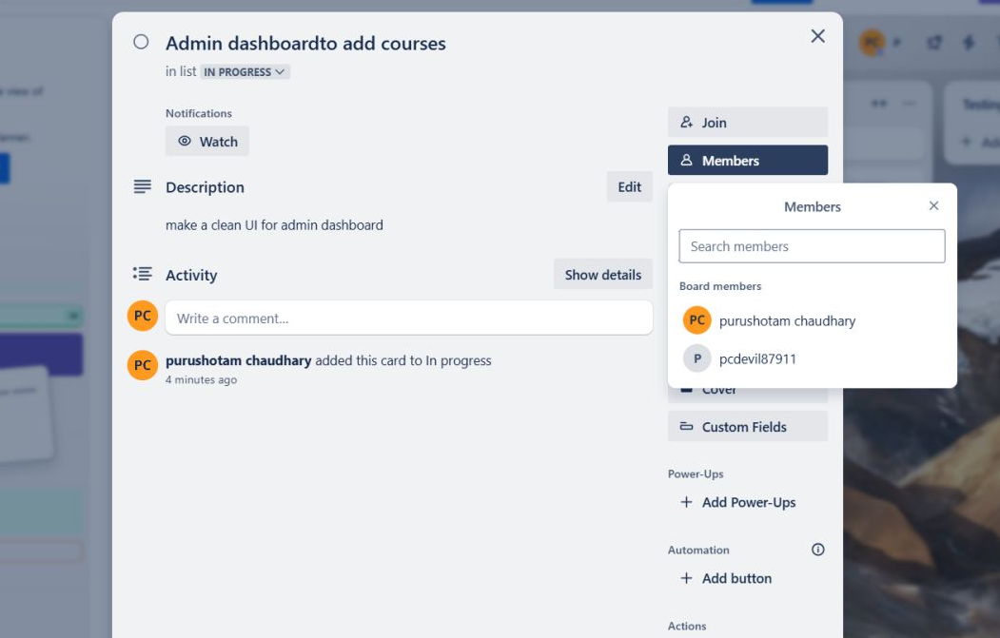 Admin dashboardto add courses
in list IN PROGRESS
Notifications
Watch
Description
Edit
make a clean UI for admin dashboard
Activity
Show details
PC
Write a comment...
PC
purushotam chaudhary added this card to In progress
4 minutes ago
Join
Members
Members
Search members
Board members
PC purushotam chaudhary
P pcdevil87911
Cover
Custom Fields
Power-Ups
Add Power-Ups
Automation
Add button
Actions
PC P
Testing